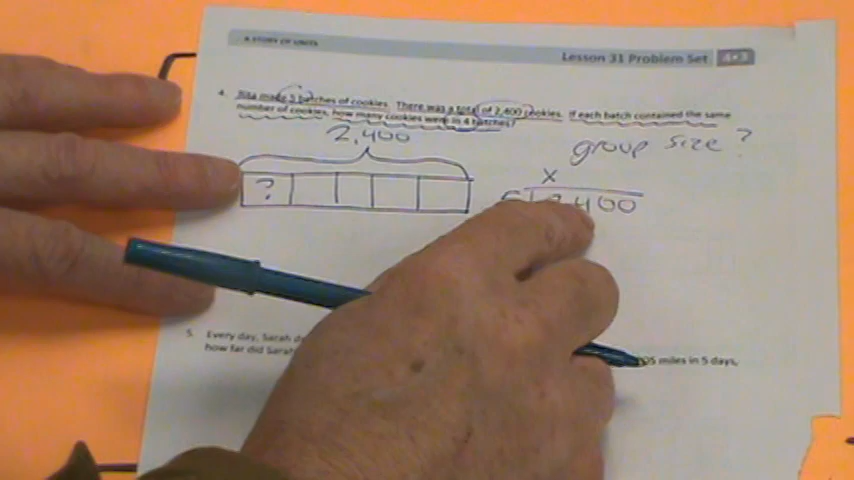 A STORY OF UNITS
Lesson 31 Problem Set 4•3
4. Rita made 5 batches of cookies. There was a total of 2,400 cookies. If each batch contained the same
number of cookies, how many cookies were in 4 batches?
2,400
group size?
?
x
2,400
5. Every day, Sarah
05 miles in 5 days,
how far did Sarah